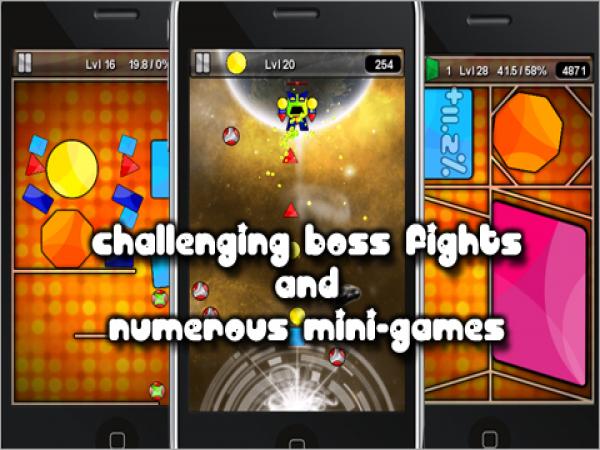 Lvl 16 19.8 / 0%
Lvl 20 254
1 Lvl 28 41.5 / 58% 4871
+11.2%
challenging boss fights
and
numerous mini-games